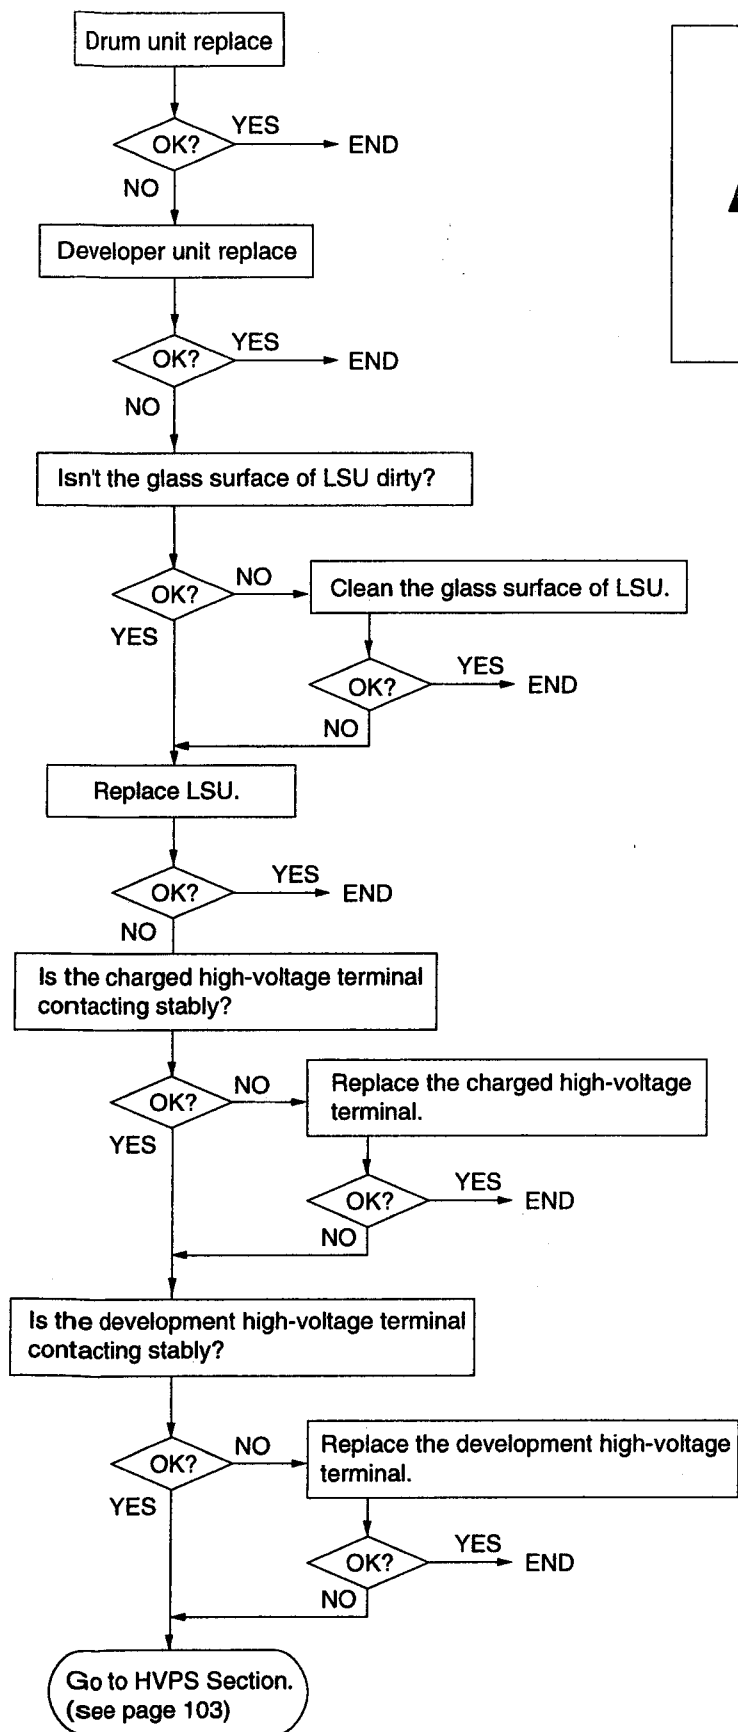 Drum unit replace
OK?
YES
END
NO
Developer unit replace
OK?
YES
END
NO
Isn't the glass surface of LSU dirty?
OK?
NO
Clean the glass surface of LSU.
YES
OK?
YES
END
NO
Replace LSU.
OK?
YES
END
NO
Is the charged high-voltage terminal
contacting stably?
OK?
NO
Replace the charged high-voltage
terminal.
YES
OK?
YES
END
NO
Is the development high-voltage terminal
contacting stably?
OK?
NO
Replace the development high-voltage
terminal.
YES
OK?
YES
END
NO
Go to HVPS Section.
(see page 103)